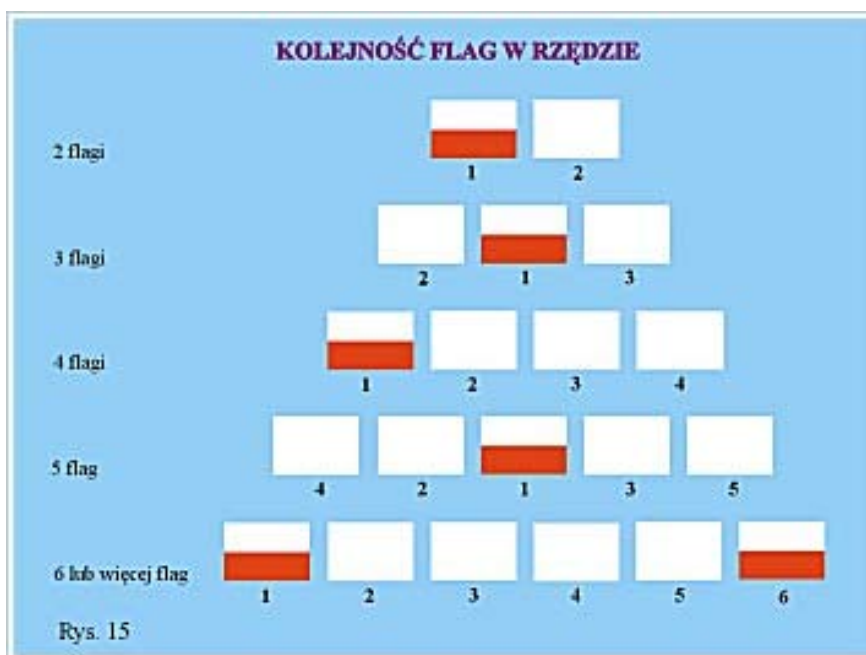 KOLEJNOŚĆ FLAG W RZĘDZIE
2 flagi
1 2
3 flagi
2 1 3
4 flagi
1 2 3 4
5 flag
4 2 1 3 5
6 lub więcej flag
1 2 3 4 5 6
Rys. 15